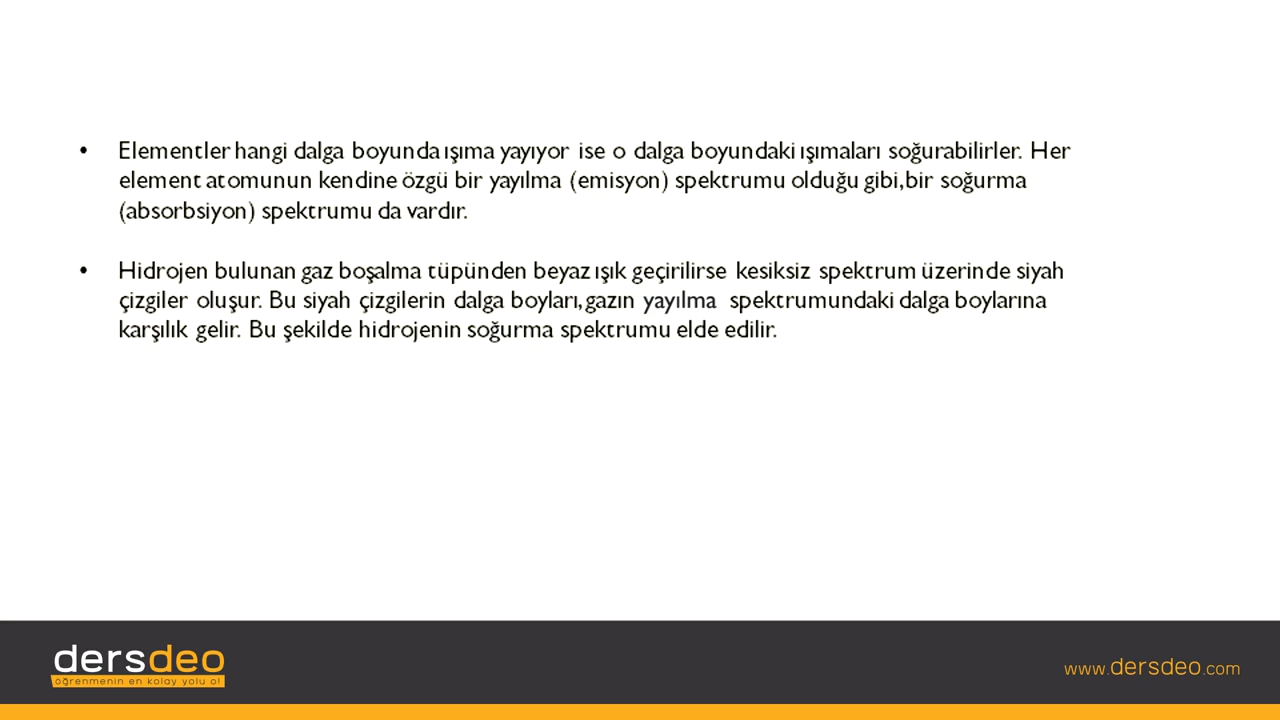 • Elementler hangi dalga boyunda ışıma yayıyor ise o dalga boyundaki ışımaları soğurabilirler. Her
element atomunun kendine özgü bir yayılma (emisyon) spektrumu olduğu gibi,bir soğurma
(absorbsiyon) spektrumu da vardır.
• Hidrojen bulunan gaz boşalma tüpünden beyaz ışık geçirilirse kesiksiz spektrum üzerinde siyah
çizgiler oluşur. Bu siyah çizgilerin dalga boyları,gazın yayılma spektrumundaki dalga boylarına
karşılık gelir. Bu şekilde hidrojenin soğurma spektrumu elde edilir.
dersdeo
öğrenmenin en kolay yolu o!
www.dersdeo.com